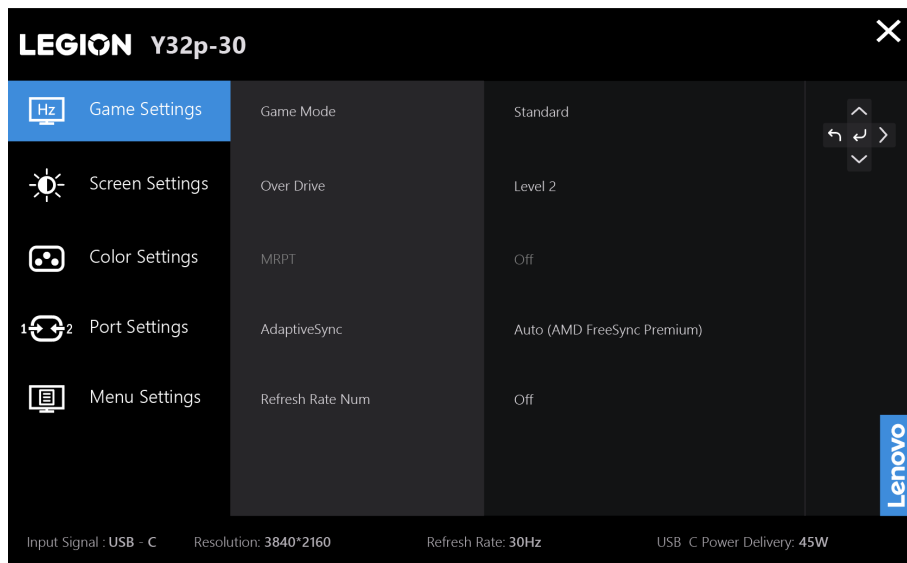 LEGION Y32p-30
Hz Game Settings Game Mode Standard
Screen Settings Over Drive Level 2
Color Settings MRPT Off
1 2 Port Settings AdaptiveSync Auto (AMD FreeSync Premium)
Menu Settings Refresh Rate Num Off
Lenovo
Input Signal : USB - C Resolution: 3840*2160 Refresh Rate: 30Hz USB C Power Delivery: 45W